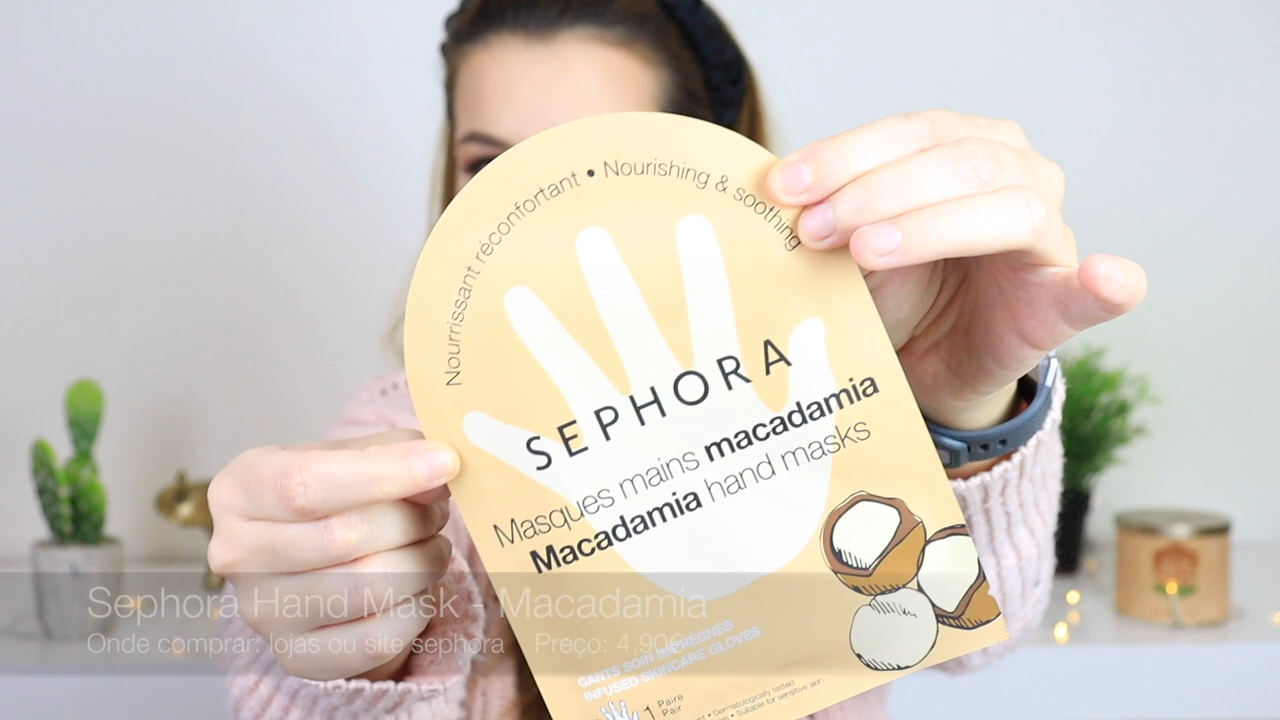 Nourrissant réconfortant • Nourishing & soothing
SEPHORA
Masques mains macadamia
Macadamia hand masks
Sephora Hand Mask - Macadamia
Onde comprar: lojas ou site sephora Preço: 4,90€
GANTS SOIN IMPRÉGNÉS
INFUSED SKINCARE GLOVES
1 Paire
Pair
• Dermatologically tested
• Suitable for sensitive skin